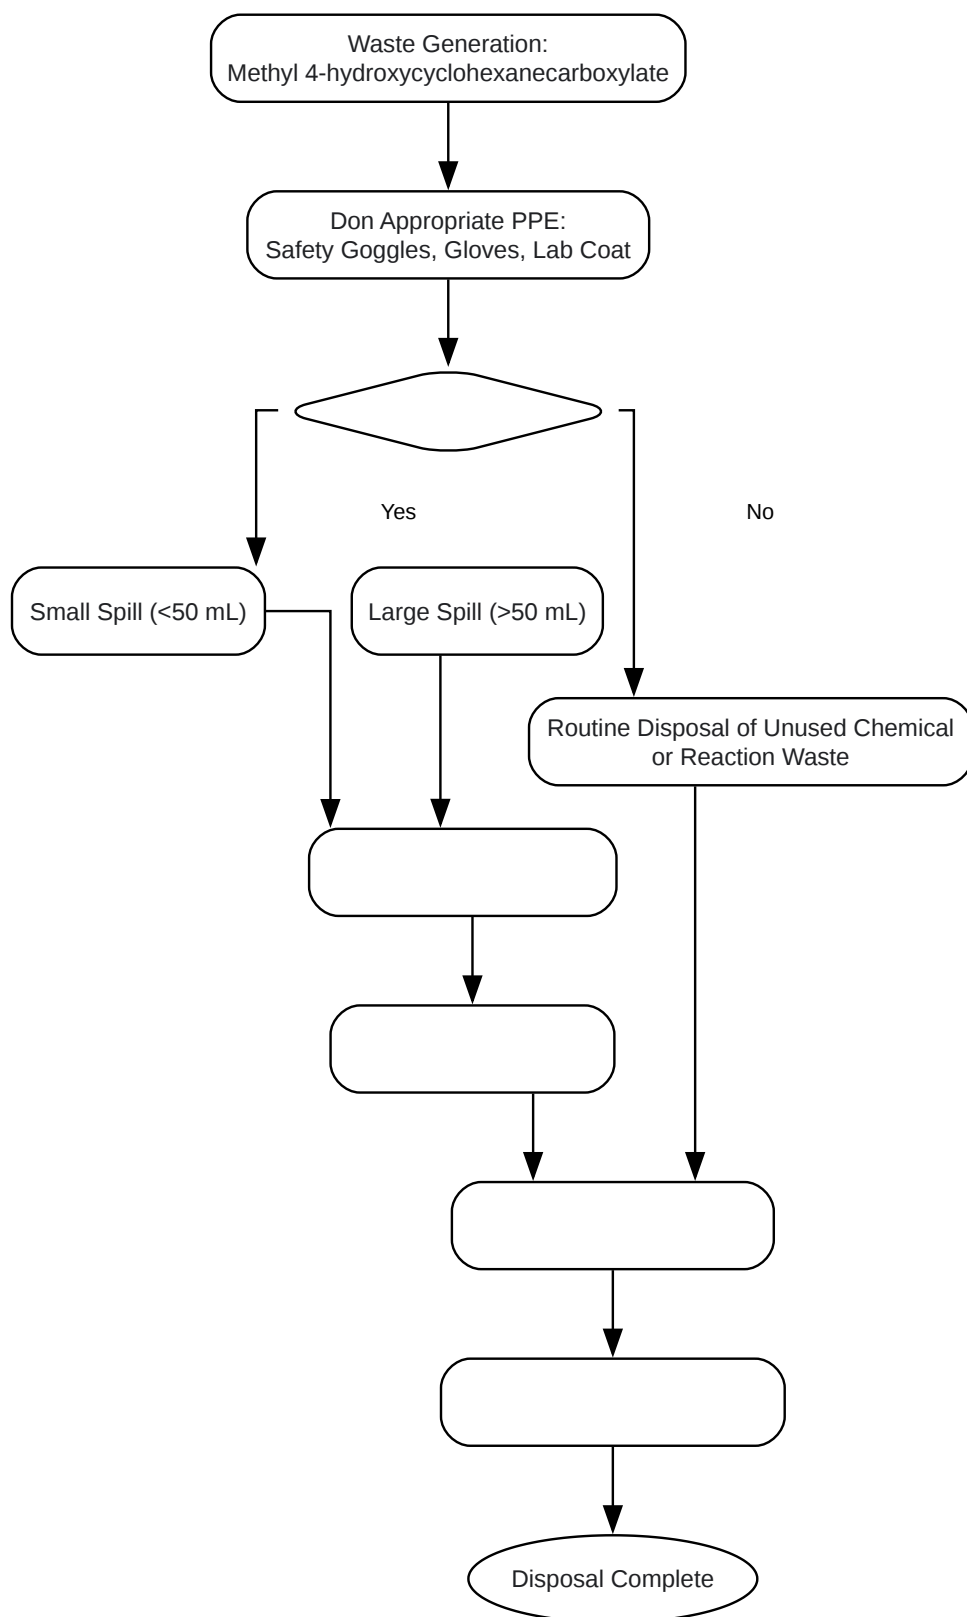 Waste Generation:
Methyl 4-hydroxycyclohexanecarboxylate
Don Appropriate PPE:
Safety Goggles, Gloves, Lab Coat
Yes
No
Small Spill (<50 mL)
Large Spill (>50 mL)
Routine Disposal of Unused Chemical
or Reaction Waste
Disposal Complete